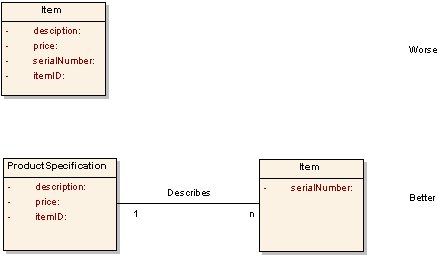 Item
- desciption:
- price:
- serialNumber:
- itemID:
Worse
ProductSpecification
- description:
- price:
- itemID:
Describes
1
n
Item
- serialNumber:
Better